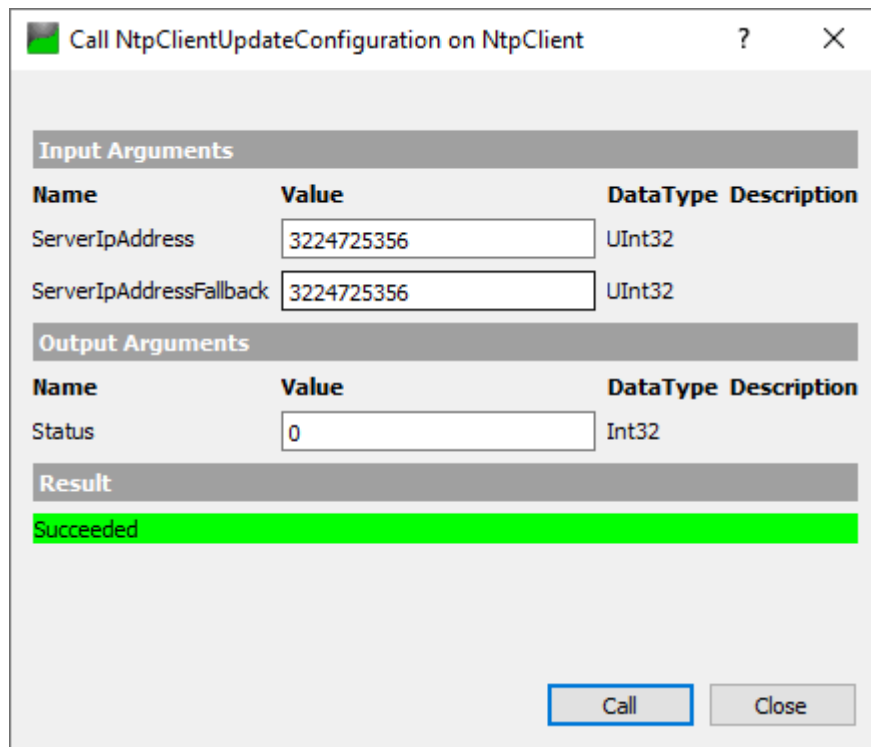 Call NtpClientUpdateConfiguration on NtpClient ?
Input Arguments
Name Value DataType Description
ServerIpAddress 3224725356 UInt32
ServerIpAddressFallback 3224725356 UInt32
Output Arguments
Name Value DataType Description
Status 0 Int32
Result
Succeeded
Call Close